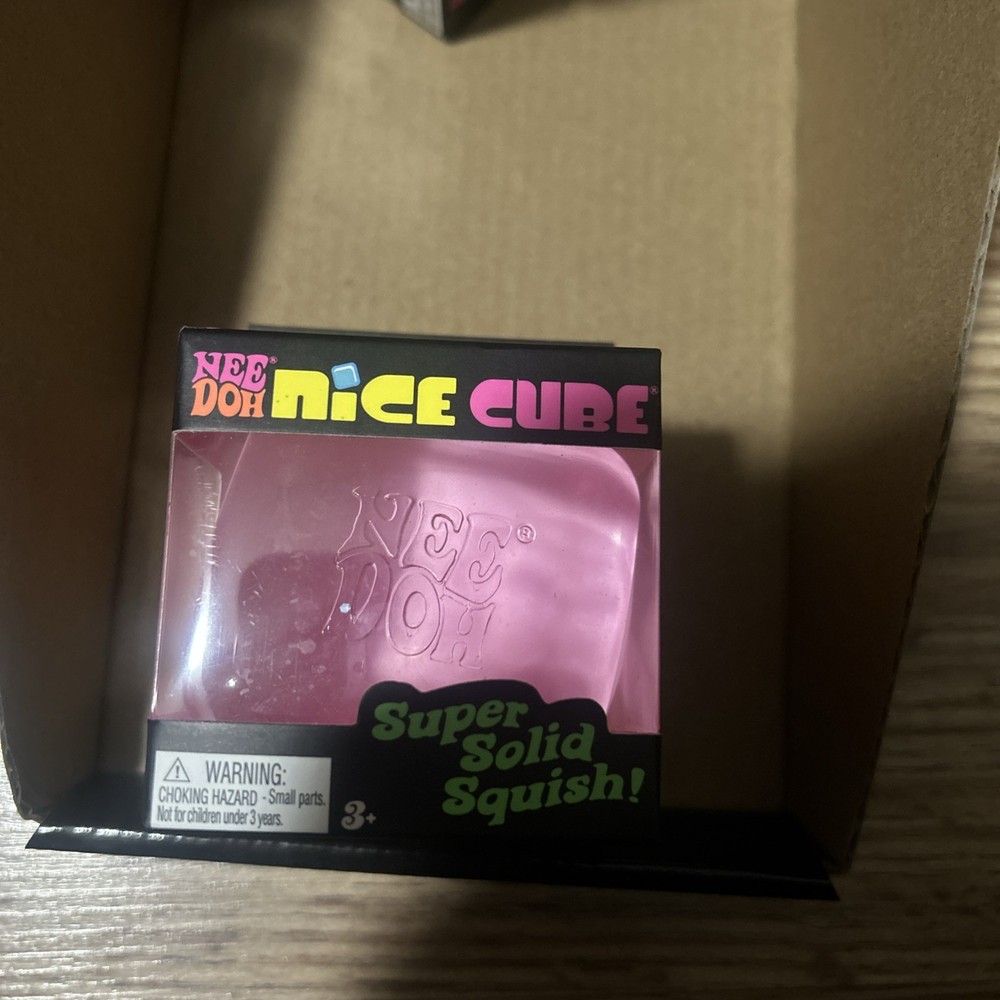 NEE® DOH NiCE CUBE®
NEE®
DOH
Super
Solid
Squish!
WARNING:
CHOKING HAZARD - Small parts.
Not for children under 3 years.
3+